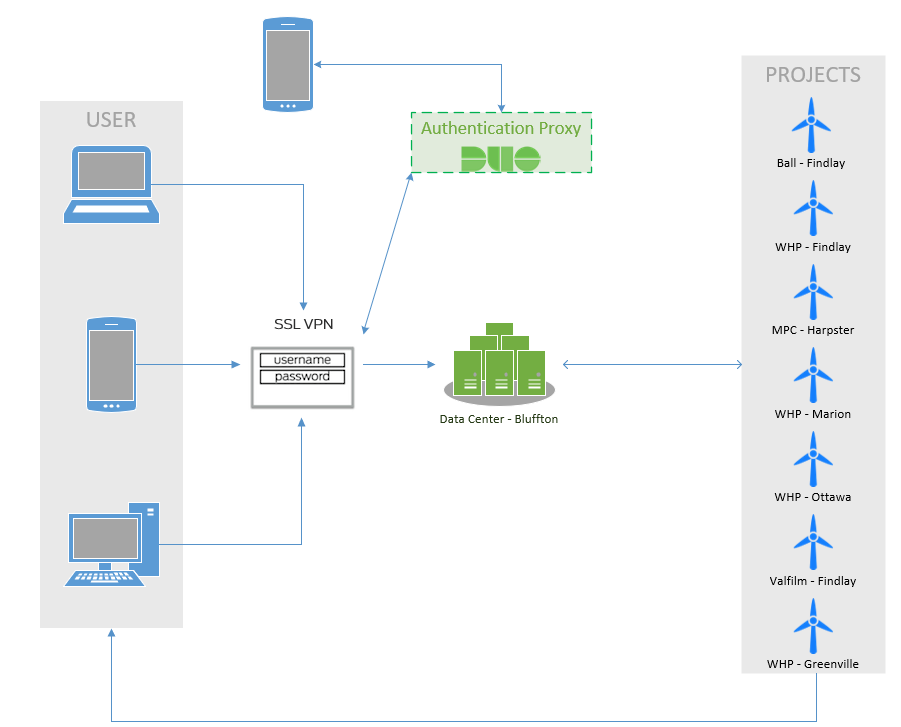 USER
PROJECTS
Authentication Proxy
DUO
SSL VPN
username
password
Data Center - Bluffton
Ball - Findlay
WHP - Findlay
MPC - Harpster
WHP - Marion
WHP - Ottawa
Valfilm - Findlay
WHP - Greenville